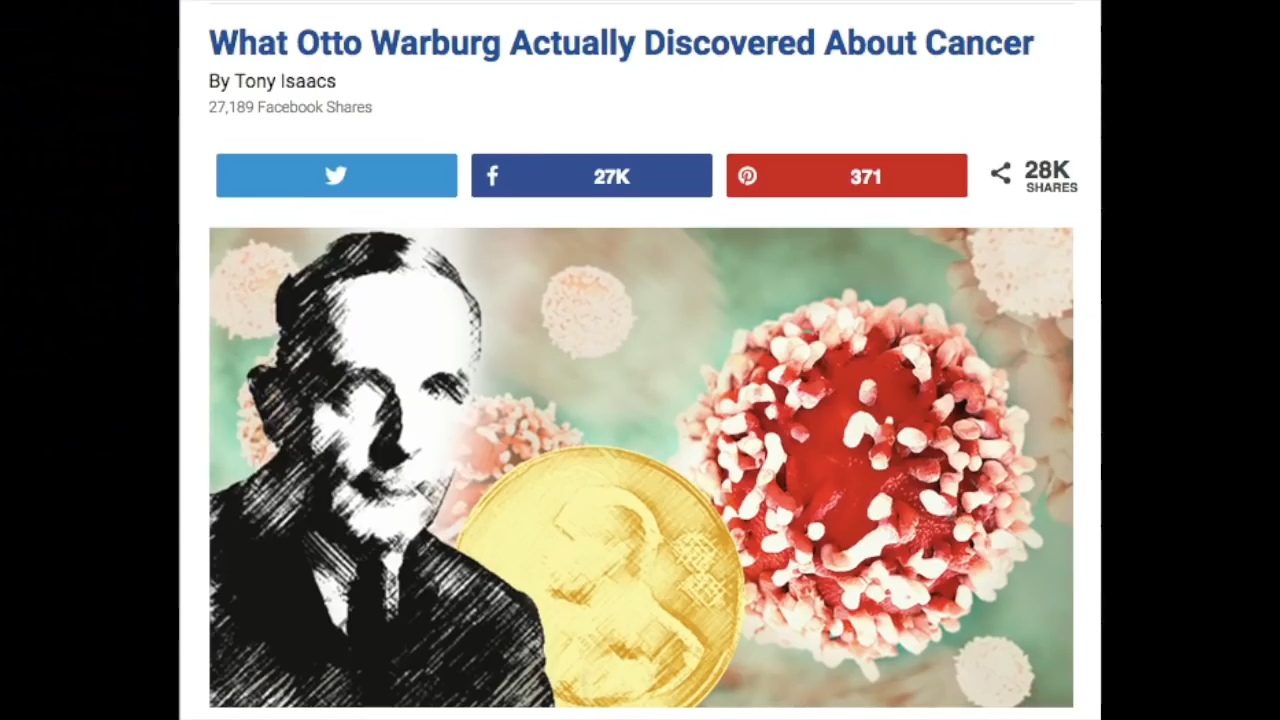 What Otto Warburg Actually Discovered About Cancer
By Tony Isaacs
27,189 Facebook Shares
27K
371
28K
SHARES